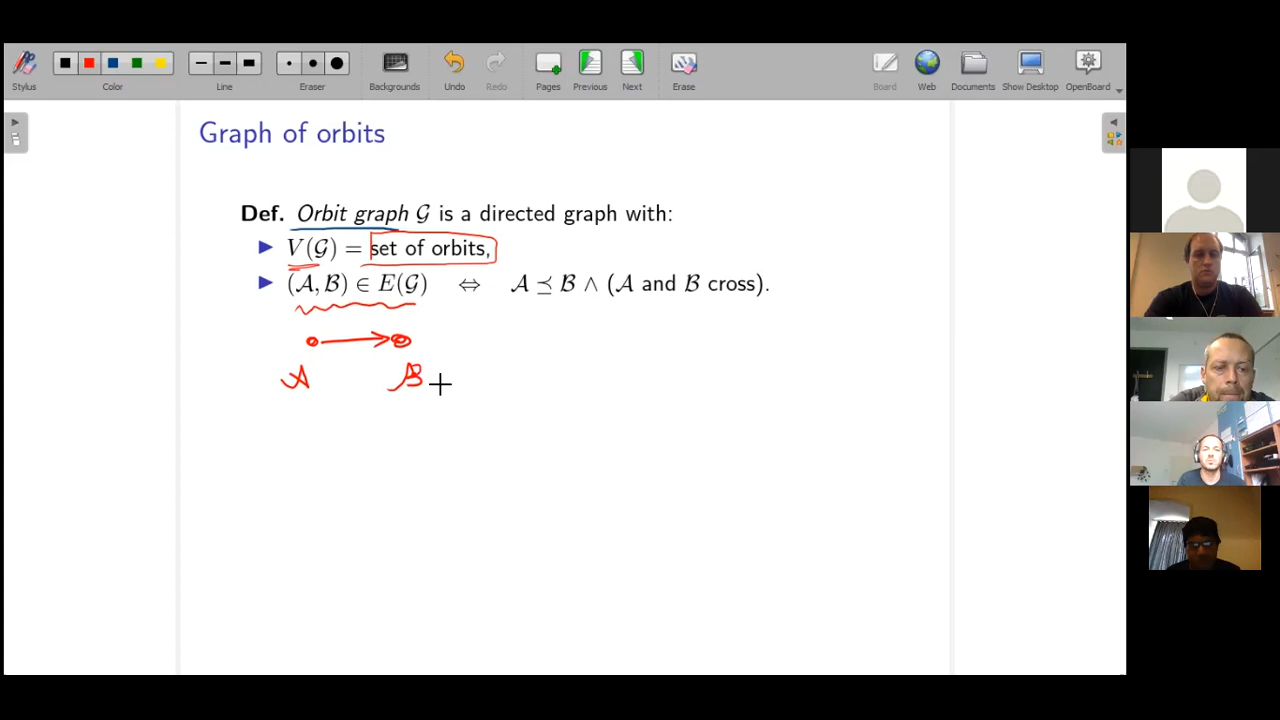 Stylus Color Line Eraser Backgrounds Undo Redo Pages Previous Next Erase Board Web Documents Show Desktop OpenBoard
Graph of orbits
Def. Orbit graph 𝒢 is a directed graph with:
▶ V(𝒢) = set of orbits,
▶ (𝒜, ℬ) ∈ E(𝒢) ⇔ 𝒜 ⪯ ℬ ∧ (𝒜 and ℬ cross).
𝒜 ℬ